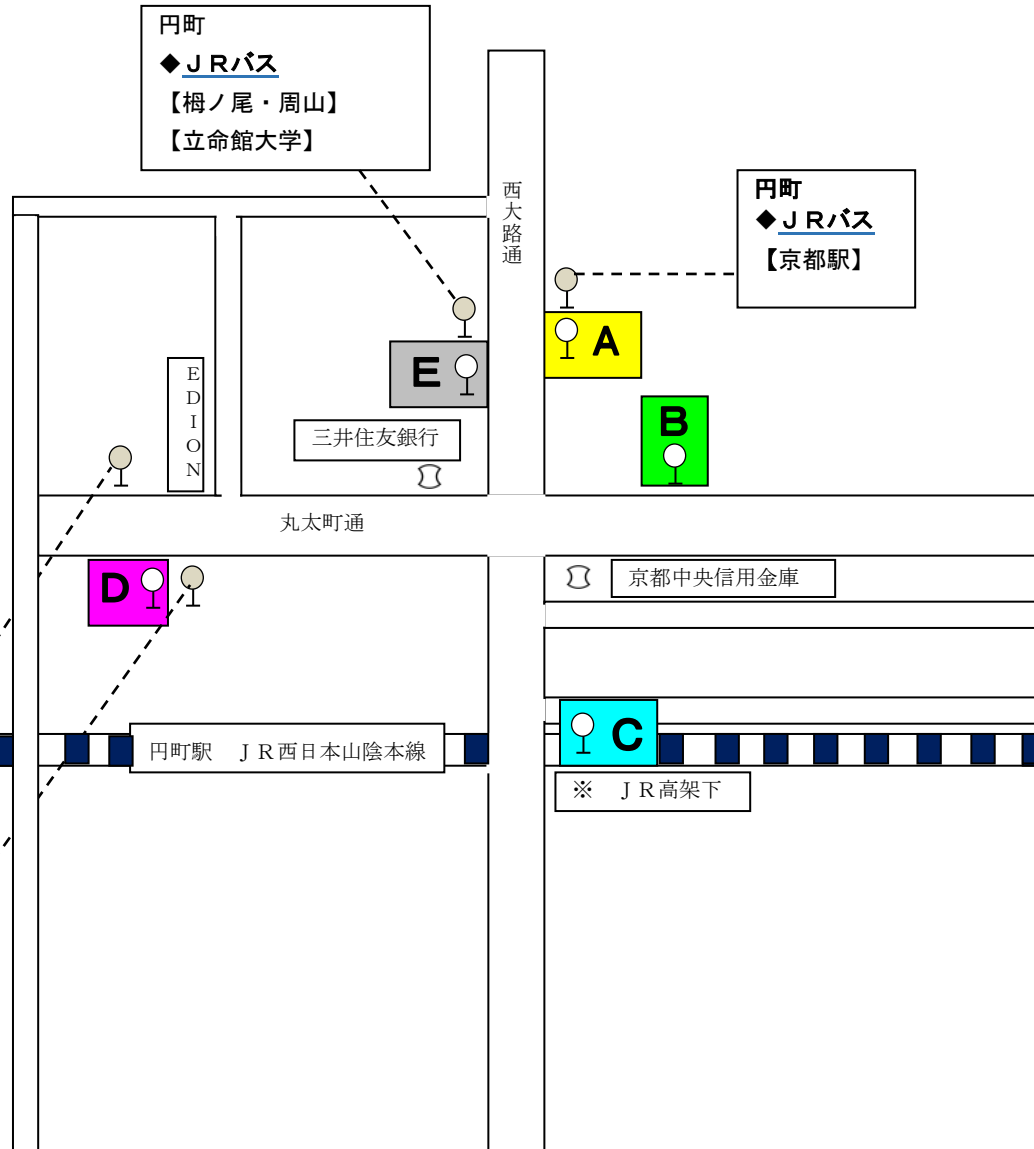 円町
◆ＪＲバス
【栂ノ尾・周山】
【立命館大学】
西大路通
円町
◆ＪＲバス
【京都駅】
A
E
B
EDION
三井住友銀行
丸太町通
D
京都中央信用金庫
円町駅　ＪＲ西日本山陰本線
C
※　ＪＲ高架下